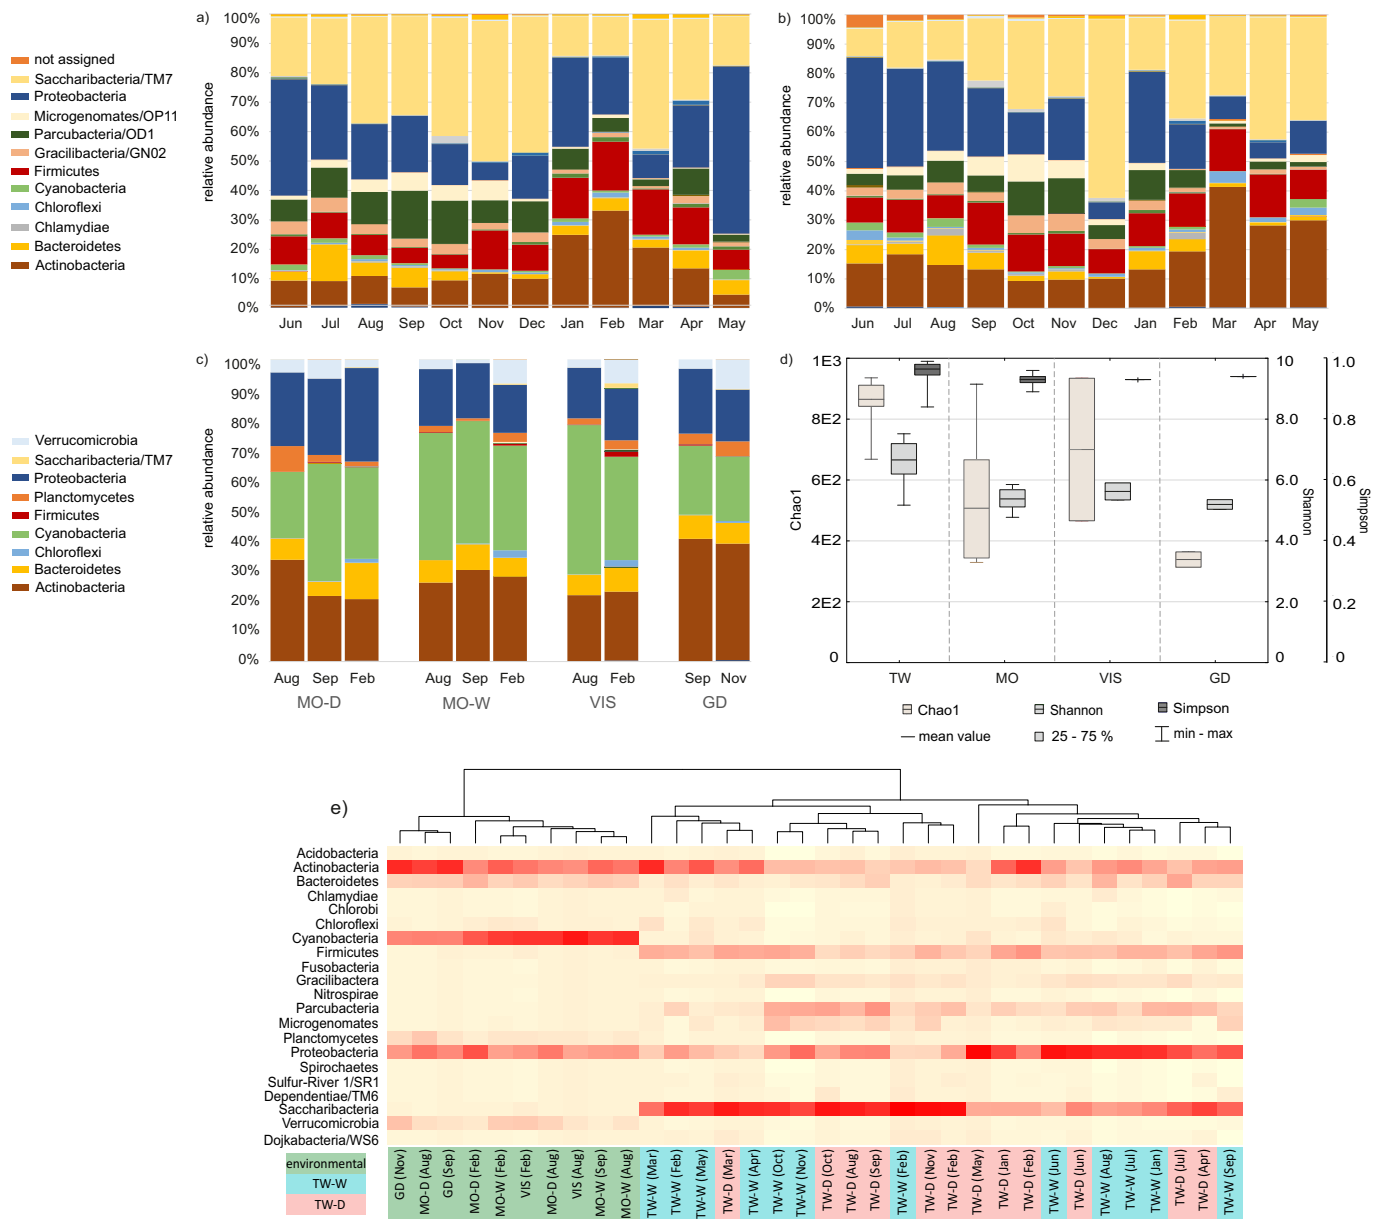 a)
100%
90%
80%
70%
60%
50%
40%
30%
20%
10%
0%
relative abundance
Jun Jul Aug Sep Oct Nov Dec Jan Feb Mar Apr May
not assigned
Saccharibacteria/TM7
Proteobacteria
Microgenomates/OP11
Parcubacteria/OD1
Gracilibacteria/GN02
Firmicutes
Cyanobacteria
Chloroflexi
Chlamydie
Bacteroidetes
Actinobacteria
b)
100%
90%
80%
70%
60%
50%
40%
30%
20%
10%
0%
relative abundance
Jun Jul Aug Sep Oct Nov Dec Jan Feb Mar Apr May
c)
100%
90%
80%
70%
60%
50%
40%
30%
20%
10%
0%
relative abundance
Aug Sep Feb Aug Sep Feb Aug Feb Sep Nov
MO-D MO-W VIS GD
Verrucomicrobia
Saccharibacteria/TM7
Proteobacteria
Planctomycetes
Firmicutes
Cyanobacteria
Chloroflexi
Bacteroidetes
Actinobacteria
d)
1E3
8E2
6E2
4E2
2E2
0
Chao1
10
8.0
6.0
4.0
2.0
0
Shannon
1.0
0.8
0.6
0.4
0.2
0
Simpson
TW MO VIS GD
Chao1 Shannon Simpson
mean value 25 - 75 % min - max
e)
Acidobacteria
Actinobacteria
Bacteroidetes
Chlamydiae
Chlorobi
Chloroflexi
Cyanobacteria
Firmicutes
Fusobacteria
Gracilibactera
Nitrospirae
Parcubacteria
Microgenomates
Planctomycetes
Proteobacteria
Spirochaetes
Sulfur-River 1/SR1
Dependentiae/TM6
Saccharibacteria
Verrucomicrobia
Dojkabacteria/WS6
environmental
TW-W
TW-D
GD (Nov)
MO-D (Aug)
GD (Sep)
MO-D (Feb)
MO-W (Feb)
VIS (Feb)
MO-D (Aug)
VIS (Aug)
MO-W (Sep)
MO-W (Aug)
TW-W (Mar)
TW-W (Feb)
TW-W (May)
TW-D (Mar)
TW-W (Apr)
TW-W (Oct)
TW-W (Nov)
TW-D (Oct)
TW-D (Aug)
TW-D (Sep)
TW-W (Feb)
TW-D (Nov)
TW-D (Feb)
TW-D (May)
TW-D (Jan)
TW-D (Feb)
TW-W (Jun)
TW-D (Jun)
TW-W (Aug)
TW-W (Jul)
TW-W (Jan)
TW-D (Jul)
TW-D (Apr)
TW-W (Sep)